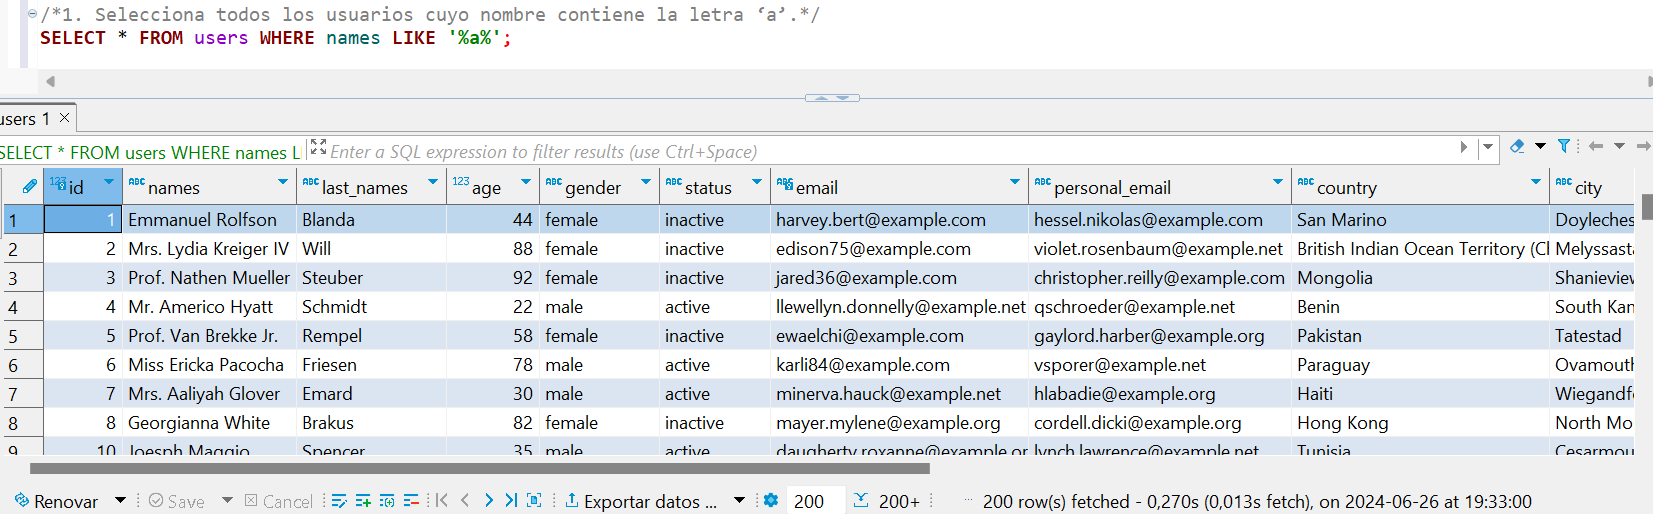 /*1. Selecciona todos los usuarios cuyo nombre contiene la letra ‘a’.*/
SELECT * FROM users WHERE names LIKE '%a%';
users 1
SELECT * FROM users WHERE names L Enter a SQL expression to filter results (use Ctrl+Space)
123 id ABC names ABC last_names 123 age ABC gender ABC status ABC email ABC personal_email ABC country ABC city
1 1 Emmanuel Rolfson Blanda 44 female inactive harvey.bert@example.com hessel.nikolas@example.com San Marino Doyleches
2 2 Mrs. Lydia Kreiger IV Will 88 female inactive edison75@example.com violet.rosenbaum@example.net British Indian Ocean Territory (Cl Melyssast
3 3 Prof. Nathen Mueller Steuber 92 female inactive jared36@example.com christopher.reilly@example.com Mongolia Shanieview
4 4 Mr. Americo Hyatt Schmidt 22 male active llewellyn.donnelly@example.net qschroeder@example.net Benin South Kan
5 5 Prof. Van Brekke Jr. Rempel 58 female inactive ewaelchi@example.com gaylord.harber@example.org Pakistan Tatestad
6 6 Miss Ericka Pacocha Friesen 78 male active karli84@example.com vsporer@example.net Paraguay Ovamout
7 7 Mrs. Aaliyah Glover Emard 30 male active minerva.hauck@example.net hlabadie@example.org Haiti Wiegandf
8 8 Georgianna White Brakus 82 female inactive mayer.mylene@example.org cordell.dicki@example.org Hong Kong North Mo
9 10 Joesph Maggio Spencer 35 male active daugherty.roxanne@example.or lynch.lawrence@example.net Tunisia Cesarmou
Renovar Save Cancel Exportar datos ... 200 200+ ... 200 row(s) fetched - 0,270s (0,013s fetch), on 2024-06-26 at 19:33:00